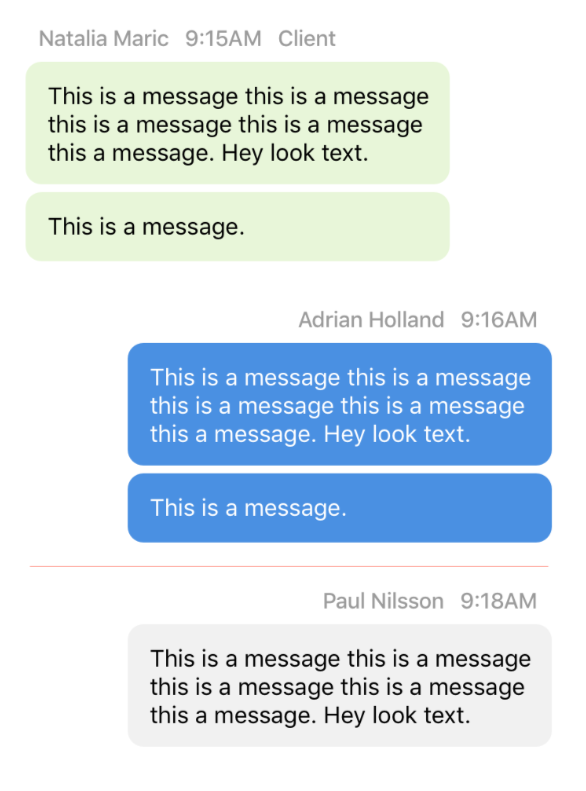 Natalia Maric 9:15AM Client
This is a message this is a message
this is a message this is a message
this a message. Hey look text.
This is a message.
Adrian Holland 9:16AM
This is a message this is a message
this is a message this is a message
this a message. Hey look text.
This is a message.
Paul Nilsson 9:18AM
This is a message this is a message
this is a message this is a message
this a message. Hey look text.